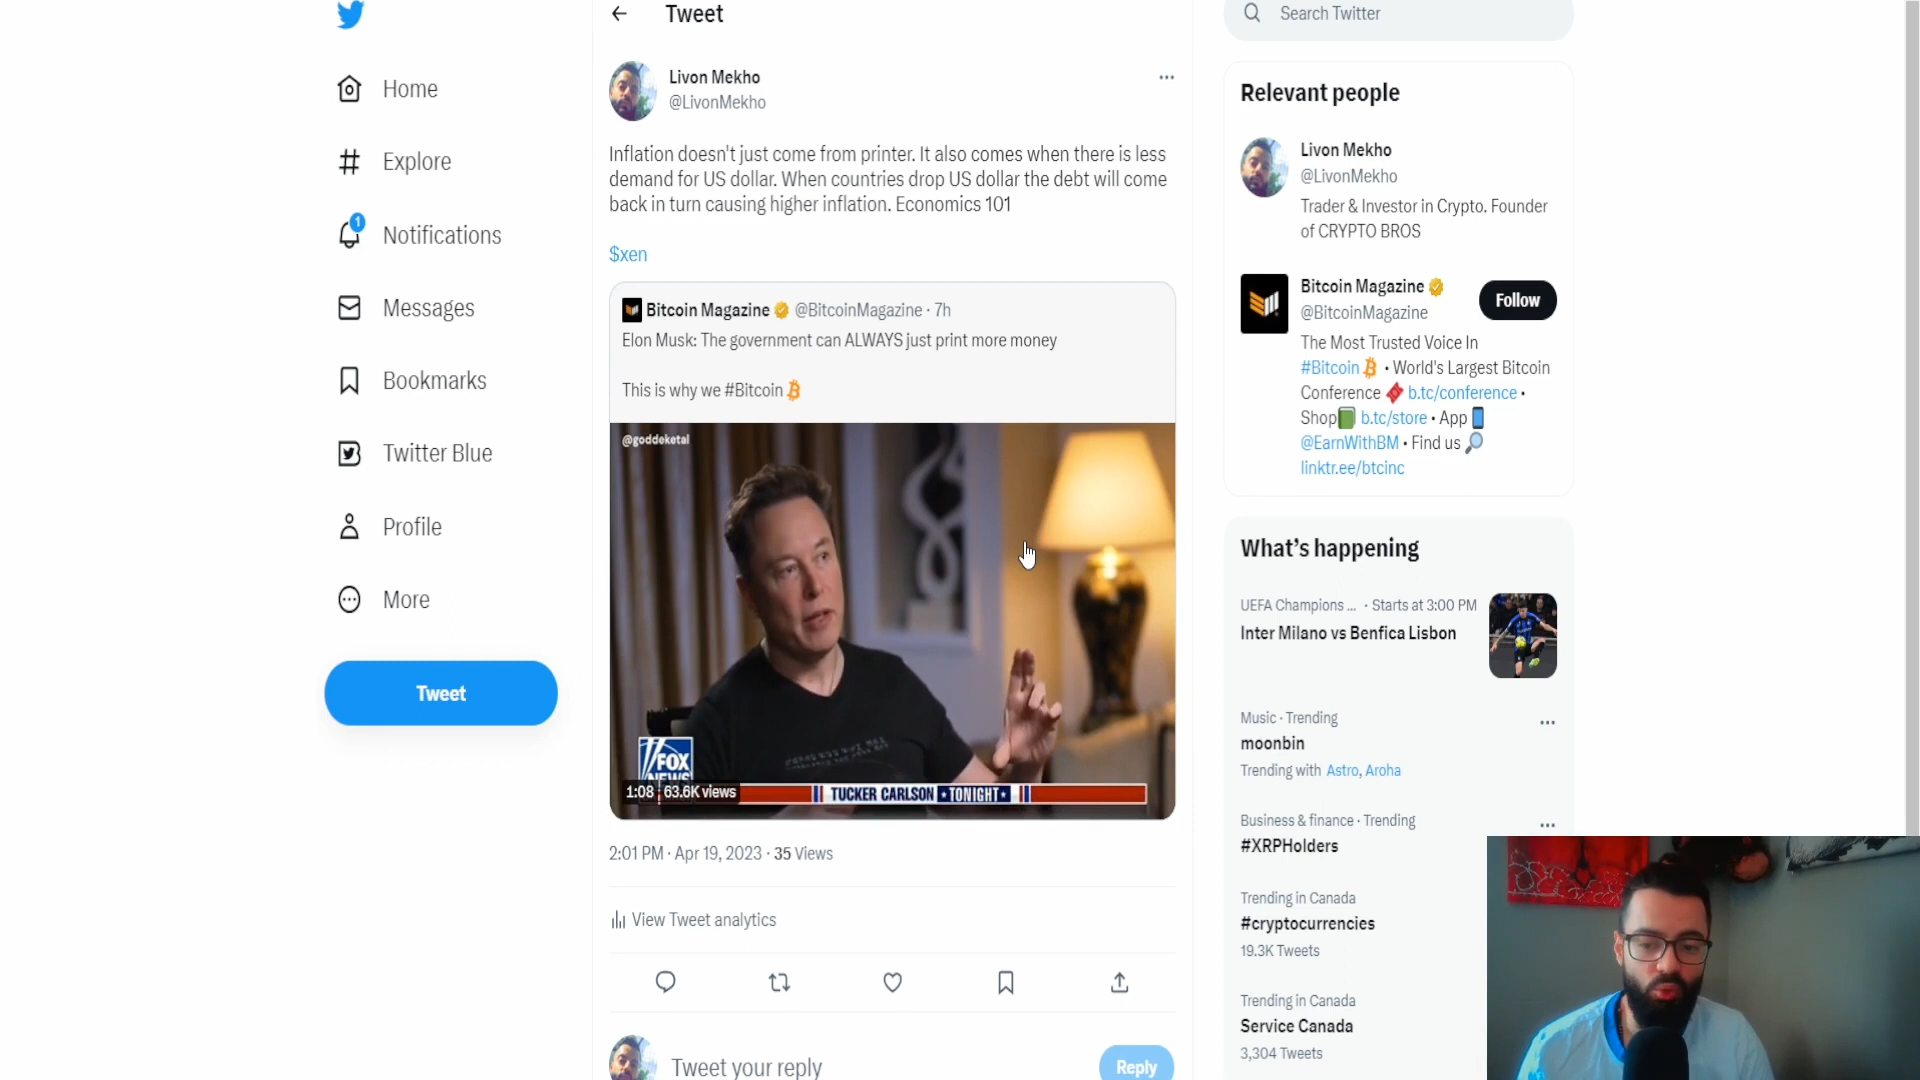 Tweet
Search Twitter
Home
Explore
1
Notifications
Messages
Bookmarks
Twitter Blue
Profile
More
Tweet
Livon Mekho
@LivonMekho
Inflation doesn't just come from printer. It also comes when there is less
demand for US dollar. When countries drop US dollar the debt will come
back in turn causing higher inflation. Economics 101
$xen
Bitcoin Magazine @BitcoinMagazine · 7h
Elon Musk: The government can ALWAYS just print more money
This is why we #Bitcoin
@goddeketal
FOX
NEWS
1:08 63.6K views
TUCKER CARLSON TONIGHT
2:01 PM · Apr 19, 2023 · 35 Views
View Tweet analytics
Tweet your reply
Reply
Relevant people
Livon Mekho
@LivonMekho
Trader & Investor in Crypto. Founder
of CRYPTO BROS
Bitcoin Magazine
@BitcoinMagazine
Follow
The Most Trusted Voice In
#Bitcoin • World's Largest Bitcoin
Conference b.tc/conference •
Shop b.tc/store • App
@EarnWithBM • Find us
linktr.ee/btcinc
What's happening
UEFA Champions ... · Starts at 3:00 PM
Inter Milano vs Benfica Lisbon
Music · Trending
moonbin
Trending with Astro, Aroha
Business & finance · Trending
#XRPHolders
Trending in Canada
#cryptocurrencies
19.3K Tweets
Trending in Canada
Service Canada
3,304 Tweets